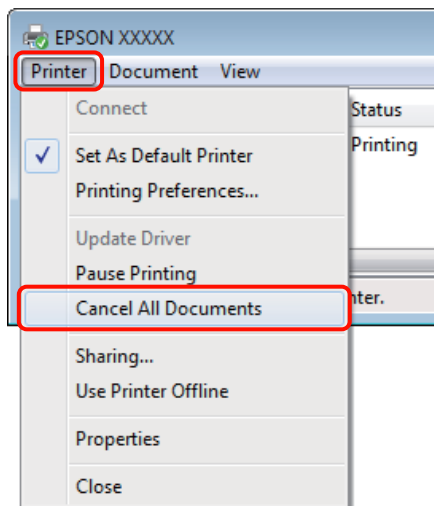 EPSON XXXXX
Printer Document View
Connect
Status
Set As Default Printer
Printing
Printing Preferences...
Update Driver
Pause Printing
Cancel All Documents
nter.
Sharing...
Use Printer Offline
Properties
Close